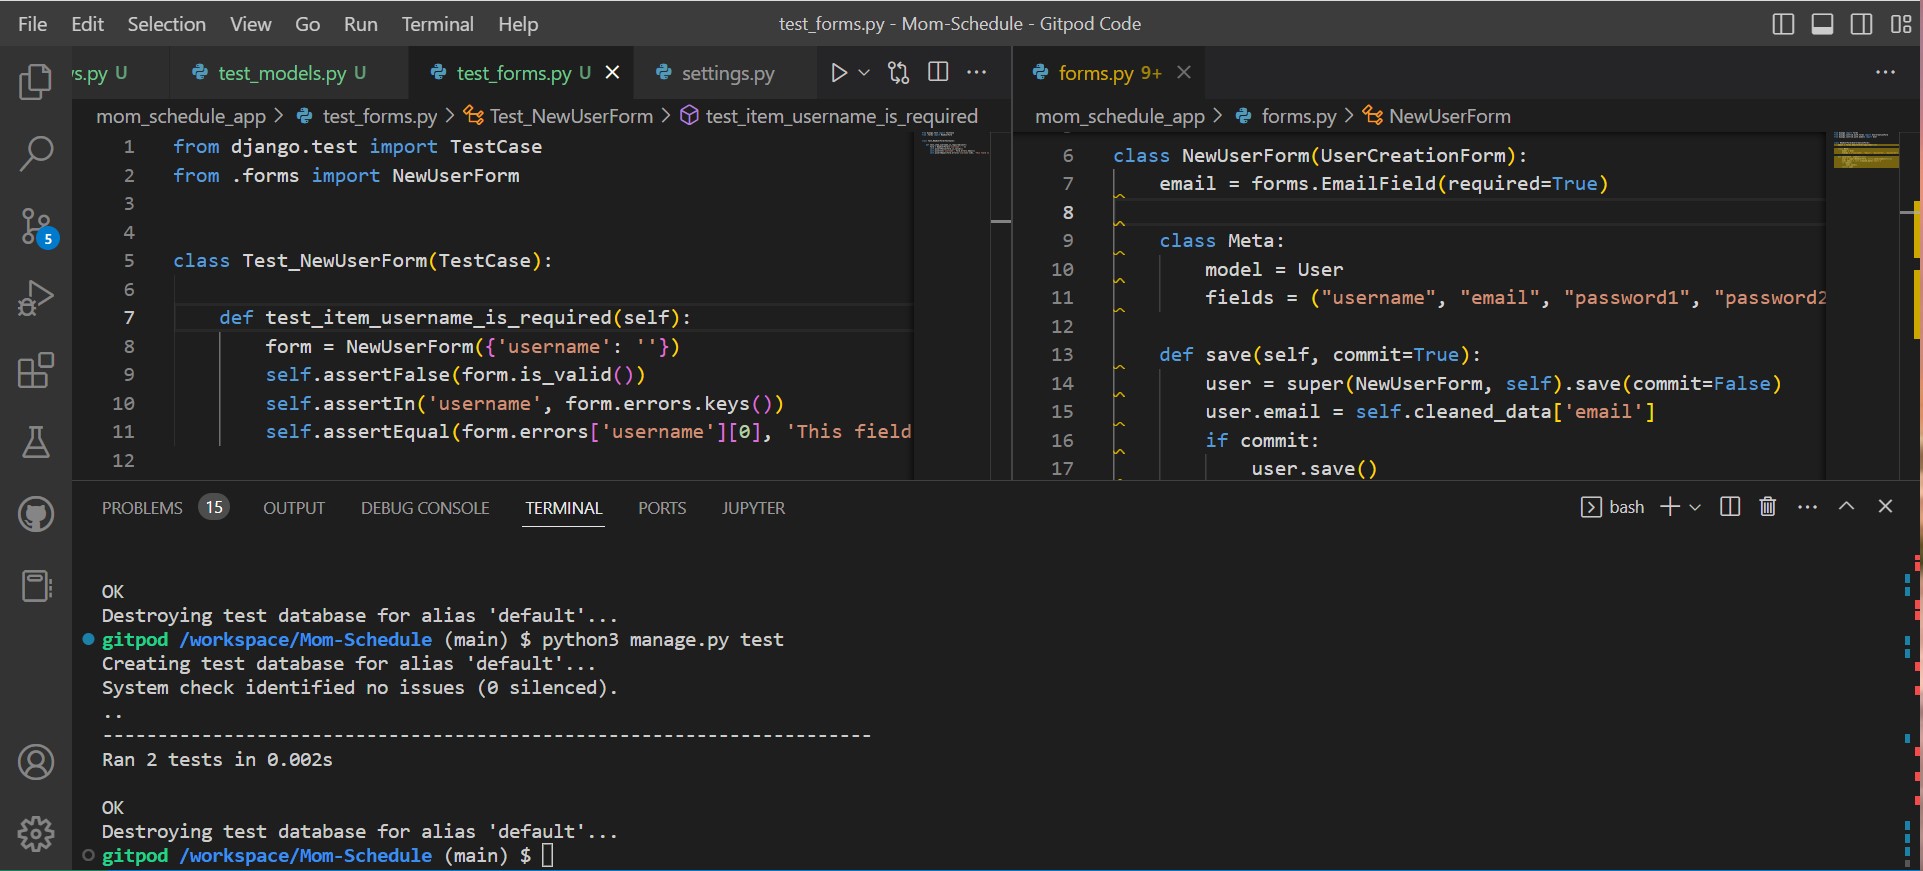 File Edit Selection View Go Run Terminal Help
test_forms.py - Mom-Schedule - Gitpod Code
s.py U
test_models.py U
test_forms.py U
settings.py
mom_schedule_app > test_forms.py > Test_NewUserForm > test_item_username_is_required
1 from django.test import TestCase
2 from .forms import NewUserForm
3
4
5 class Test_NewUserForm(TestCase):
6
7 def test_item_username_is_required(self):
8 form = NewUserForm({'username': ''})
9 self.assertFalse(form.is_valid())
10 self.assertIn('username', form.errors.keys())
11 self.assertEqual(form.errors['username'][0], 'This field
12
forms.py 9+
mom_schedule_app > forms.py > NewUserForm
6 class NewUserForm(UserCreationForm):
7 email = forms.EmailField(required=True)
8
9 class Meta:
10 model = User
11 fields = ("username", "email", "password1", "password2
12
13 def save(self, commit=True):
14 user = super(NewUserForm, self).save(commit=False)
15 user.email = self.cleaned_data['email']
16 if commit:
17 user.save()
5
PROBLEMS 15 OUTPUT DEBUG CONSOLE TERMINAL PORTS JUPYTER
bash
OK
Destroying test database for alias 'default'...
gitpod /workspace/Mom-Schedule (main) $ python3 manage.py test
Creating test database for alias 'default'...
System check identified no issues (0 silenced).
..
----------------------------------------------------------------------
Ran 2 tests in 0.002s
OK
Destroying test database for alias 'default'...
gitpod /workspace/Mom-Schedule (main) $